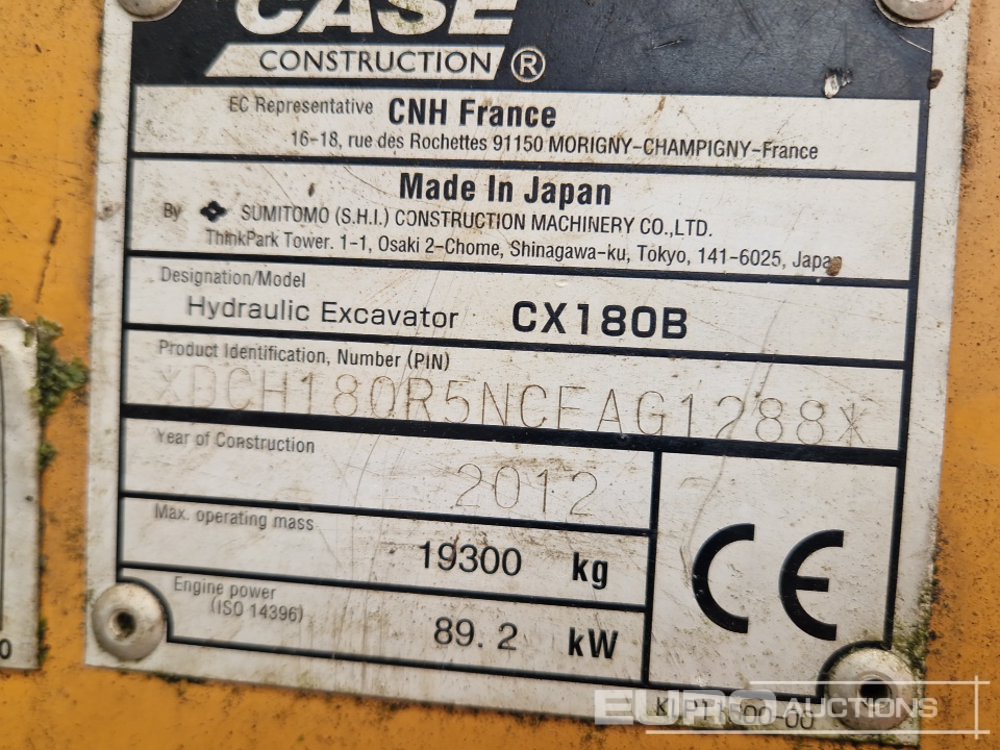 CASE
CONSTRUCTION ®
EC Representative CNH France
16-18, rue des Rochettes 91150 MORIGNY-CHAMPIGNY-France
Made In Japan
By SUMITOMO (S.H.I.) CONSTRUCTION MACHINERY CO.,LTD.
ThinkPark Tower. 1-1, Osaki 2-Chome, Shinagawa-ku, Tokyo, 141-6025, Japan
Designation/Model
Hydraulic Excavator CX180B
Product Identification, Number (PIN)
*DCH180R5NCEAG1288*
Year of Construction
2012
Max. operating mass
19300 kg
Engine power
(ISO 14396)
89.2 kW
CE
0
EURO AUCTIONS